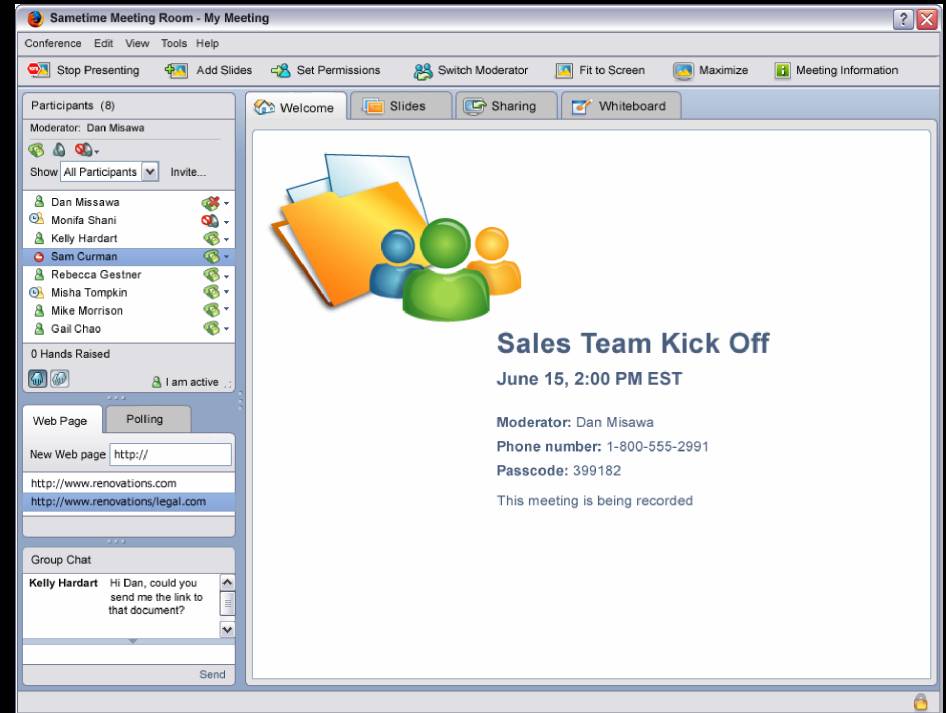 Sametime Meeting Room - My Meeting
?
Conference Edit View Tools Help
Stop Presenting Add Slides Set Permissions Switch Moderator Fit to Screen Maximize Meeting Information
Participants (8)
Moderator: Dan Misawa
Show All Participants Invite...
Dan Missawa
Monifa Shani
Kelly Hardart
Sam Curman
Rebecca Gestner
Misha Tompkin
Mike Morrison
Gail Chao
0 Hands Raised
I am active
Web Page Polling
New Web page http://
http://www.renovations.com
http://www.renovations/legal.com
Group Chat
Kelly Hardart Hi Dan, could you
send me the link to
that document?
Send
Welcome Slides Sharing Whiteboard
Sales Team Kick Off
June 15, 2:00 PM EST
Moderator: Dan Misawa
Phone number: 1-800-555-2991
Passcode: 399182
This meeting is being recorded